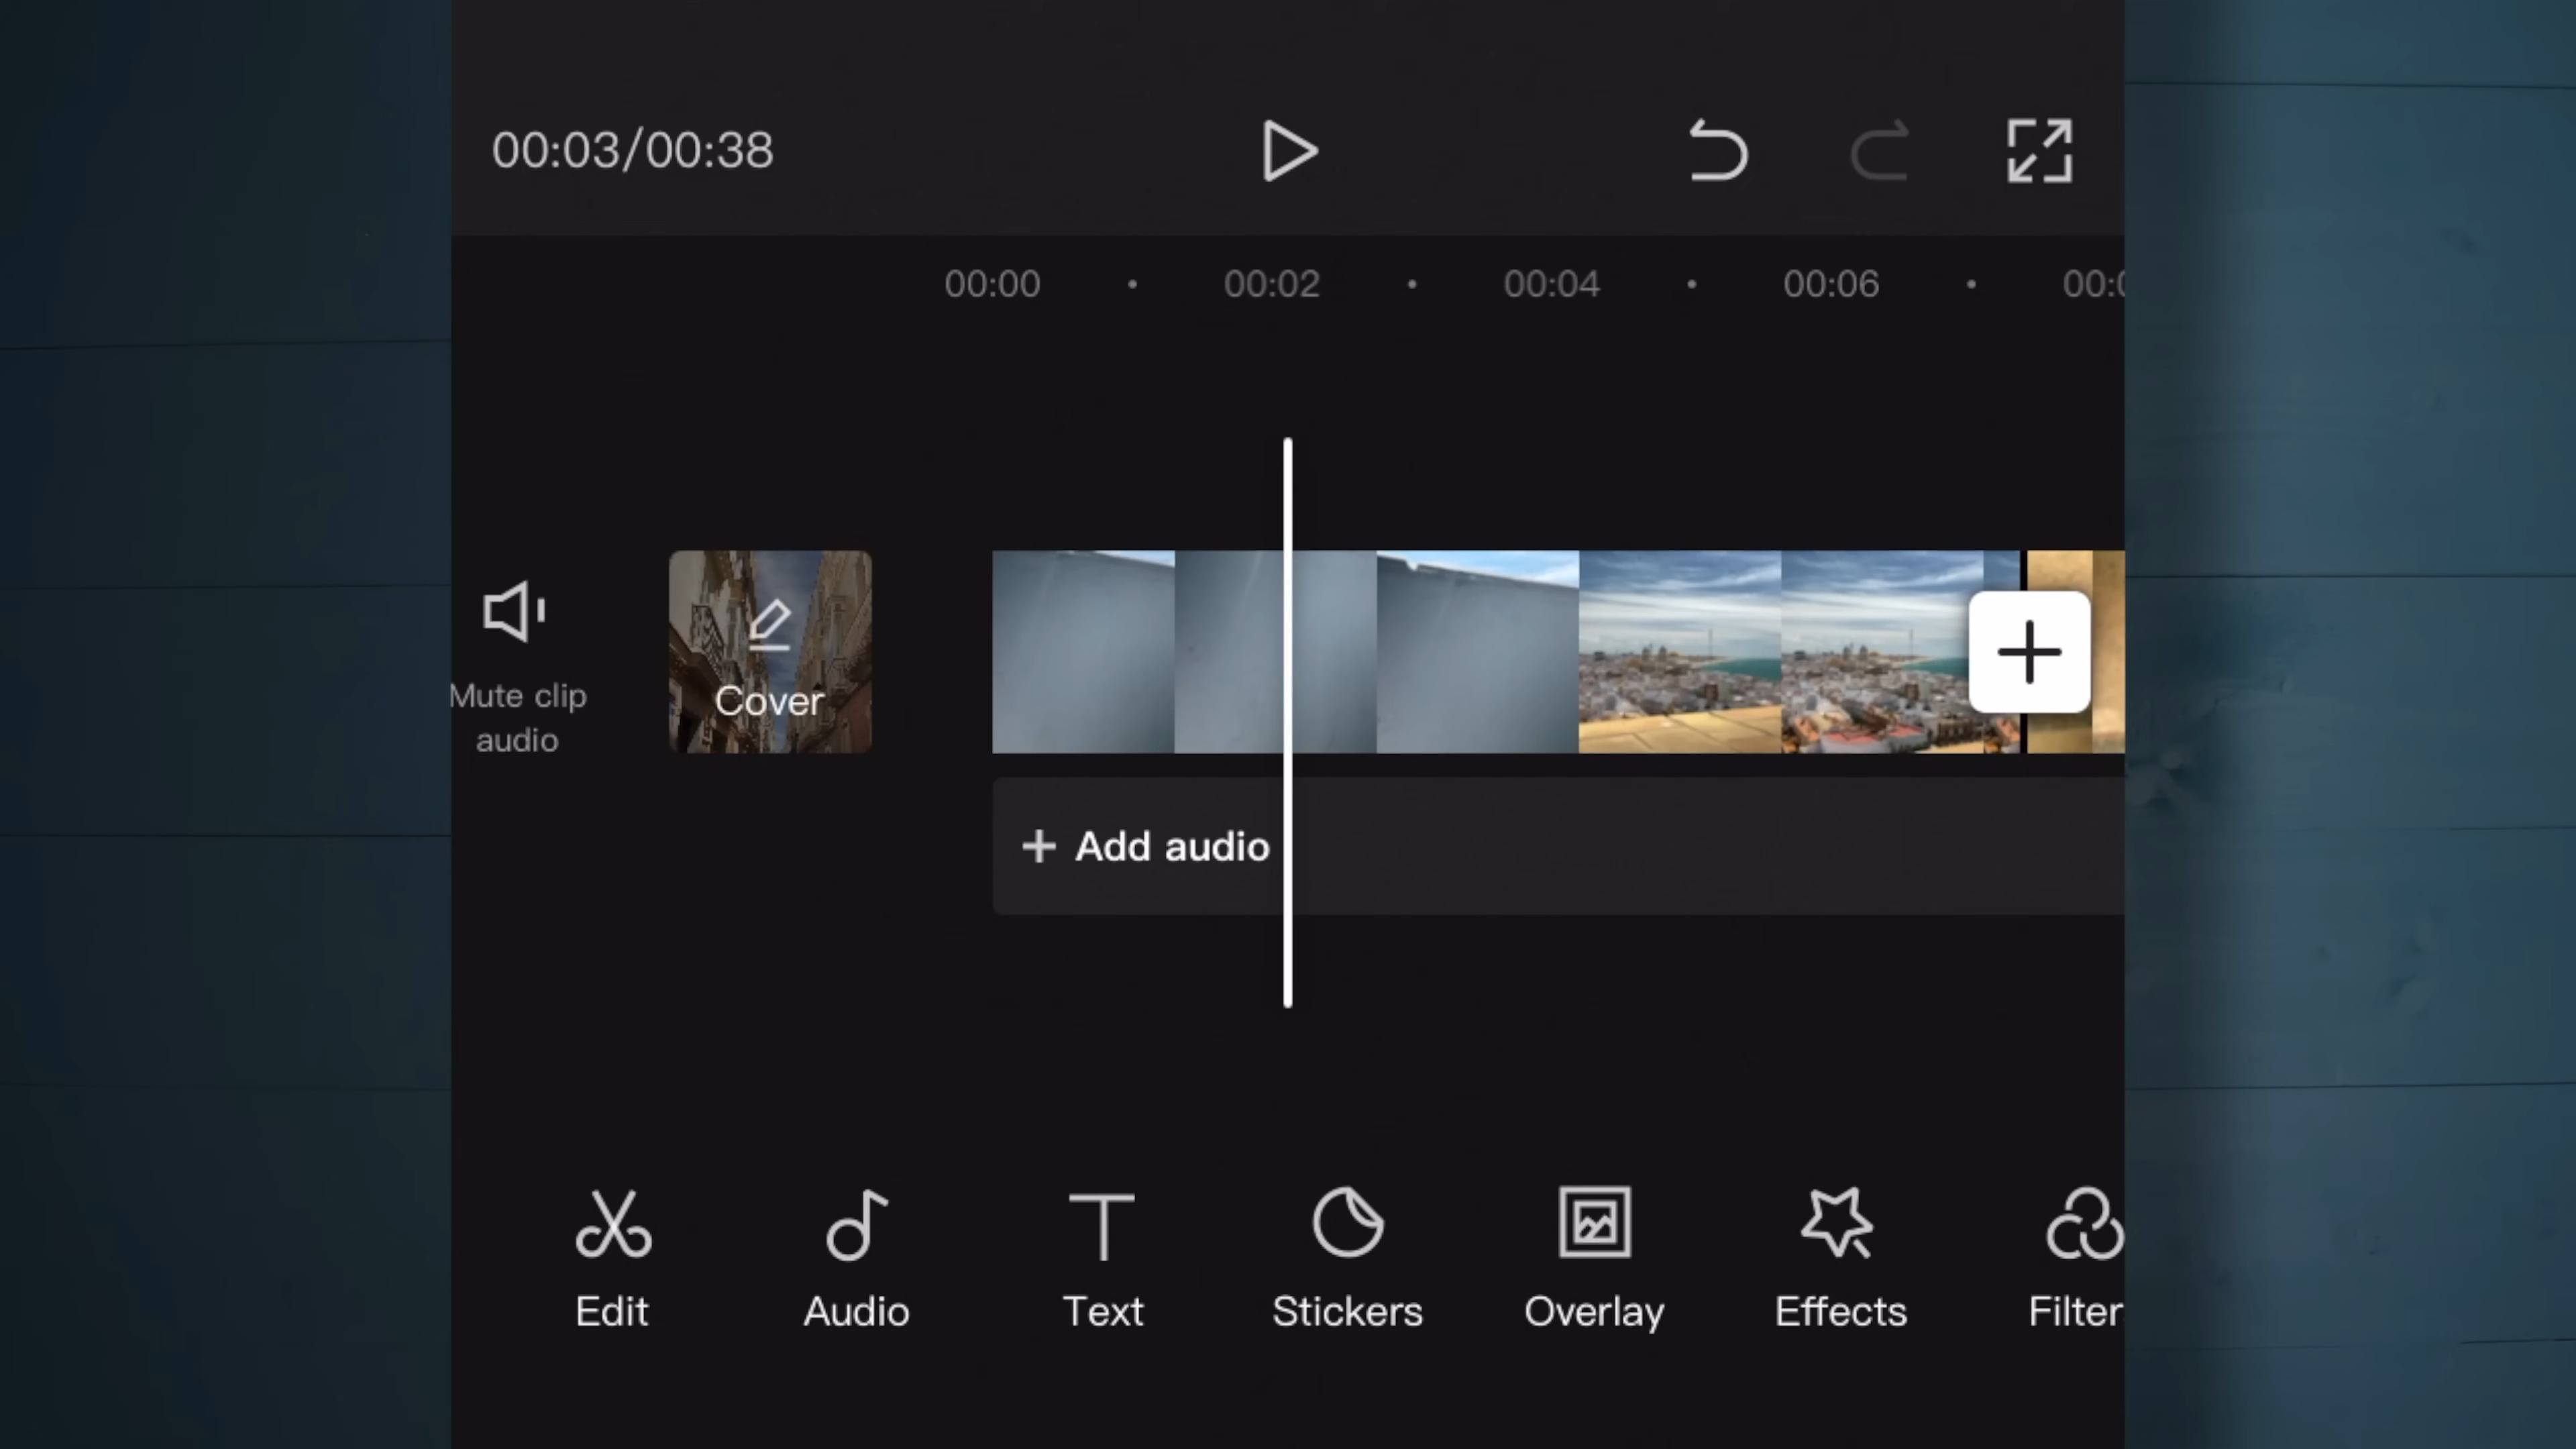 00:03/00:38
00:00 00:02 00:04 00:06
Mute clip
audio
Cover
Add audio
Edit Audio Text Stickers Overlay Effects Filter